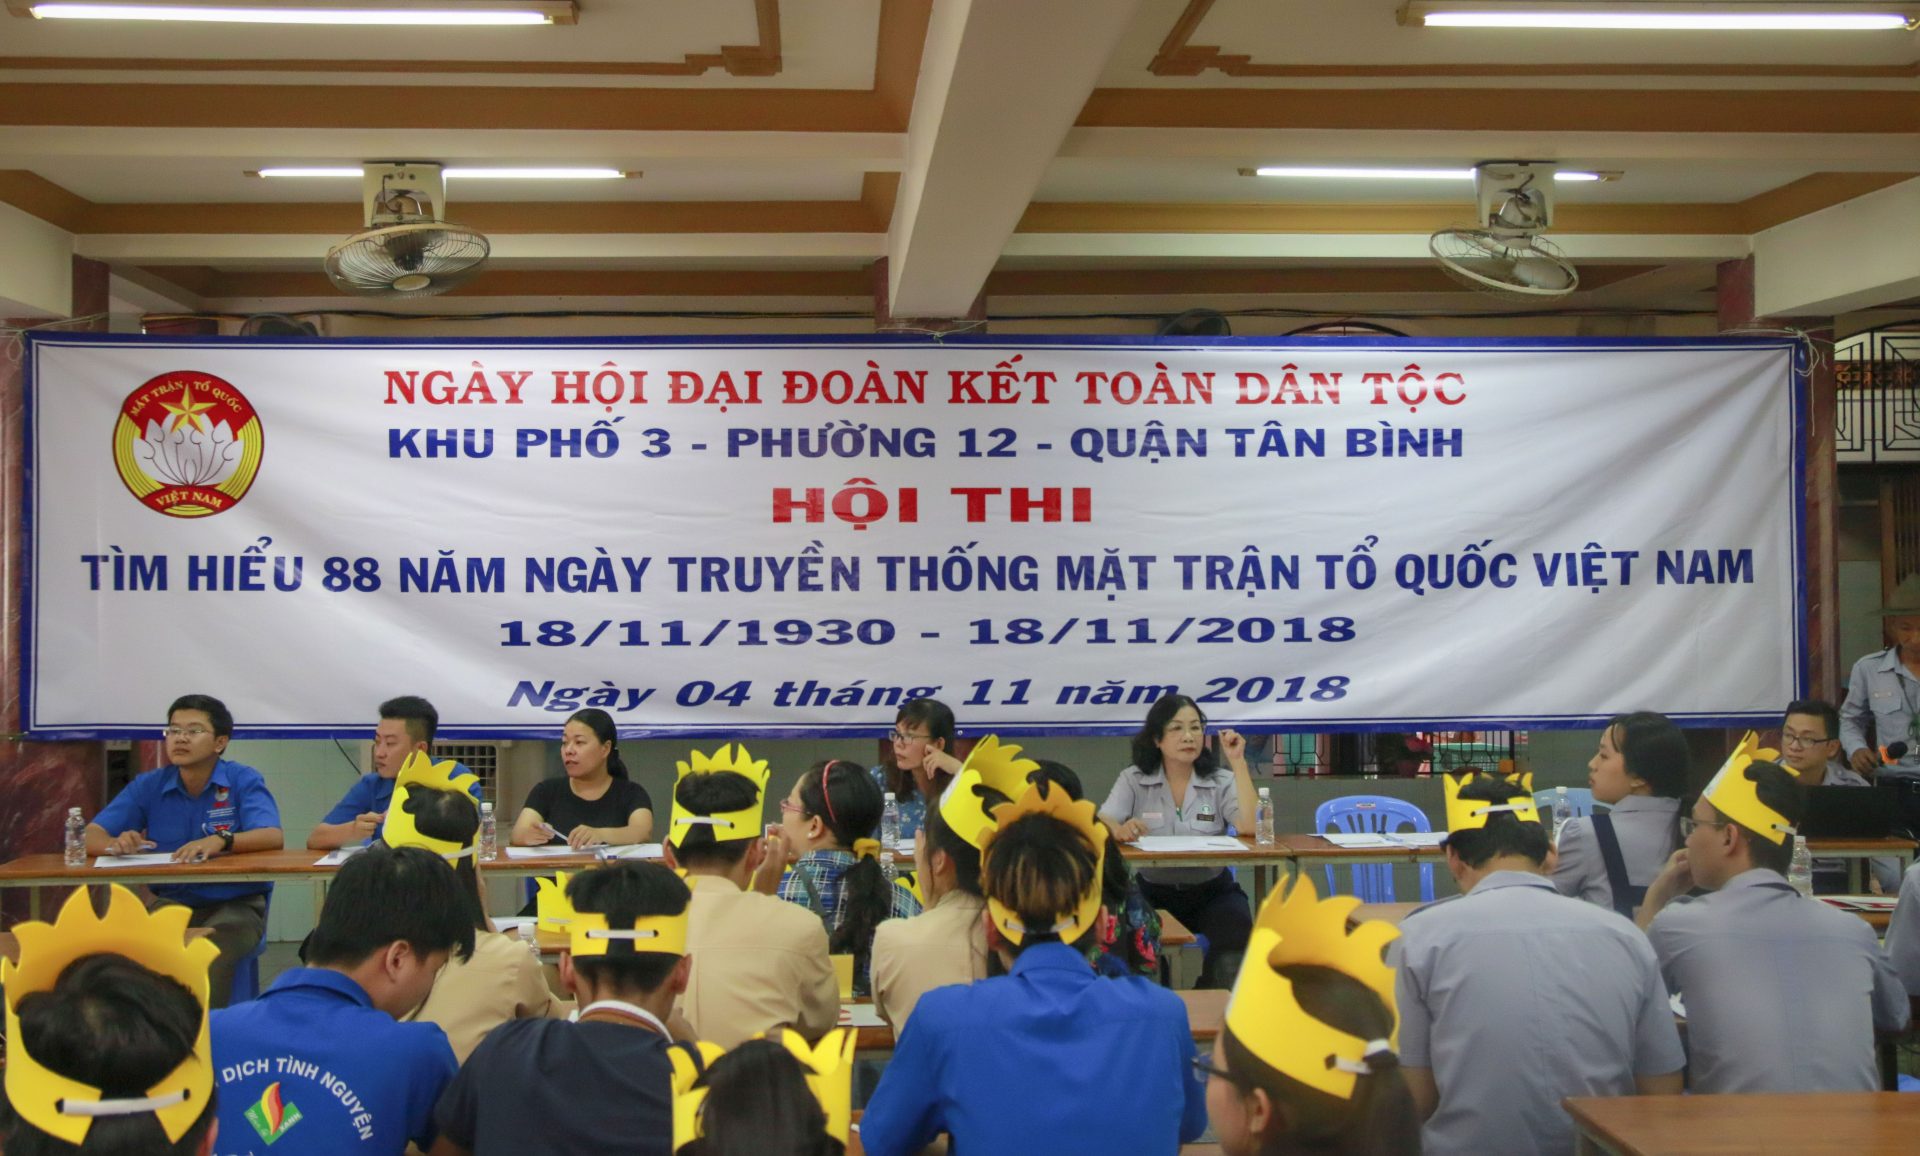 NGÀY HỘI ĐẠI ĐOÀN KẾT TOÀN DÂN TỘC
KHU PHỐ 3 - PHƯỜNG 12 - QUẬN TÂN BÌNH
HỘI THI
TÌM HIỂU 88 NĂM NGÀY TRUYỀN THỐNG MẶT TRẬN TỔ QUỐC VIỆT NAM
18/11/1930 - 18/11/2018
Ngày 04 tháng 11 năm 2018
MẶT TRẬN TỔ QUỐC
VIỆT NAM
DỊCH TÌNH NGUYỆN
XANH